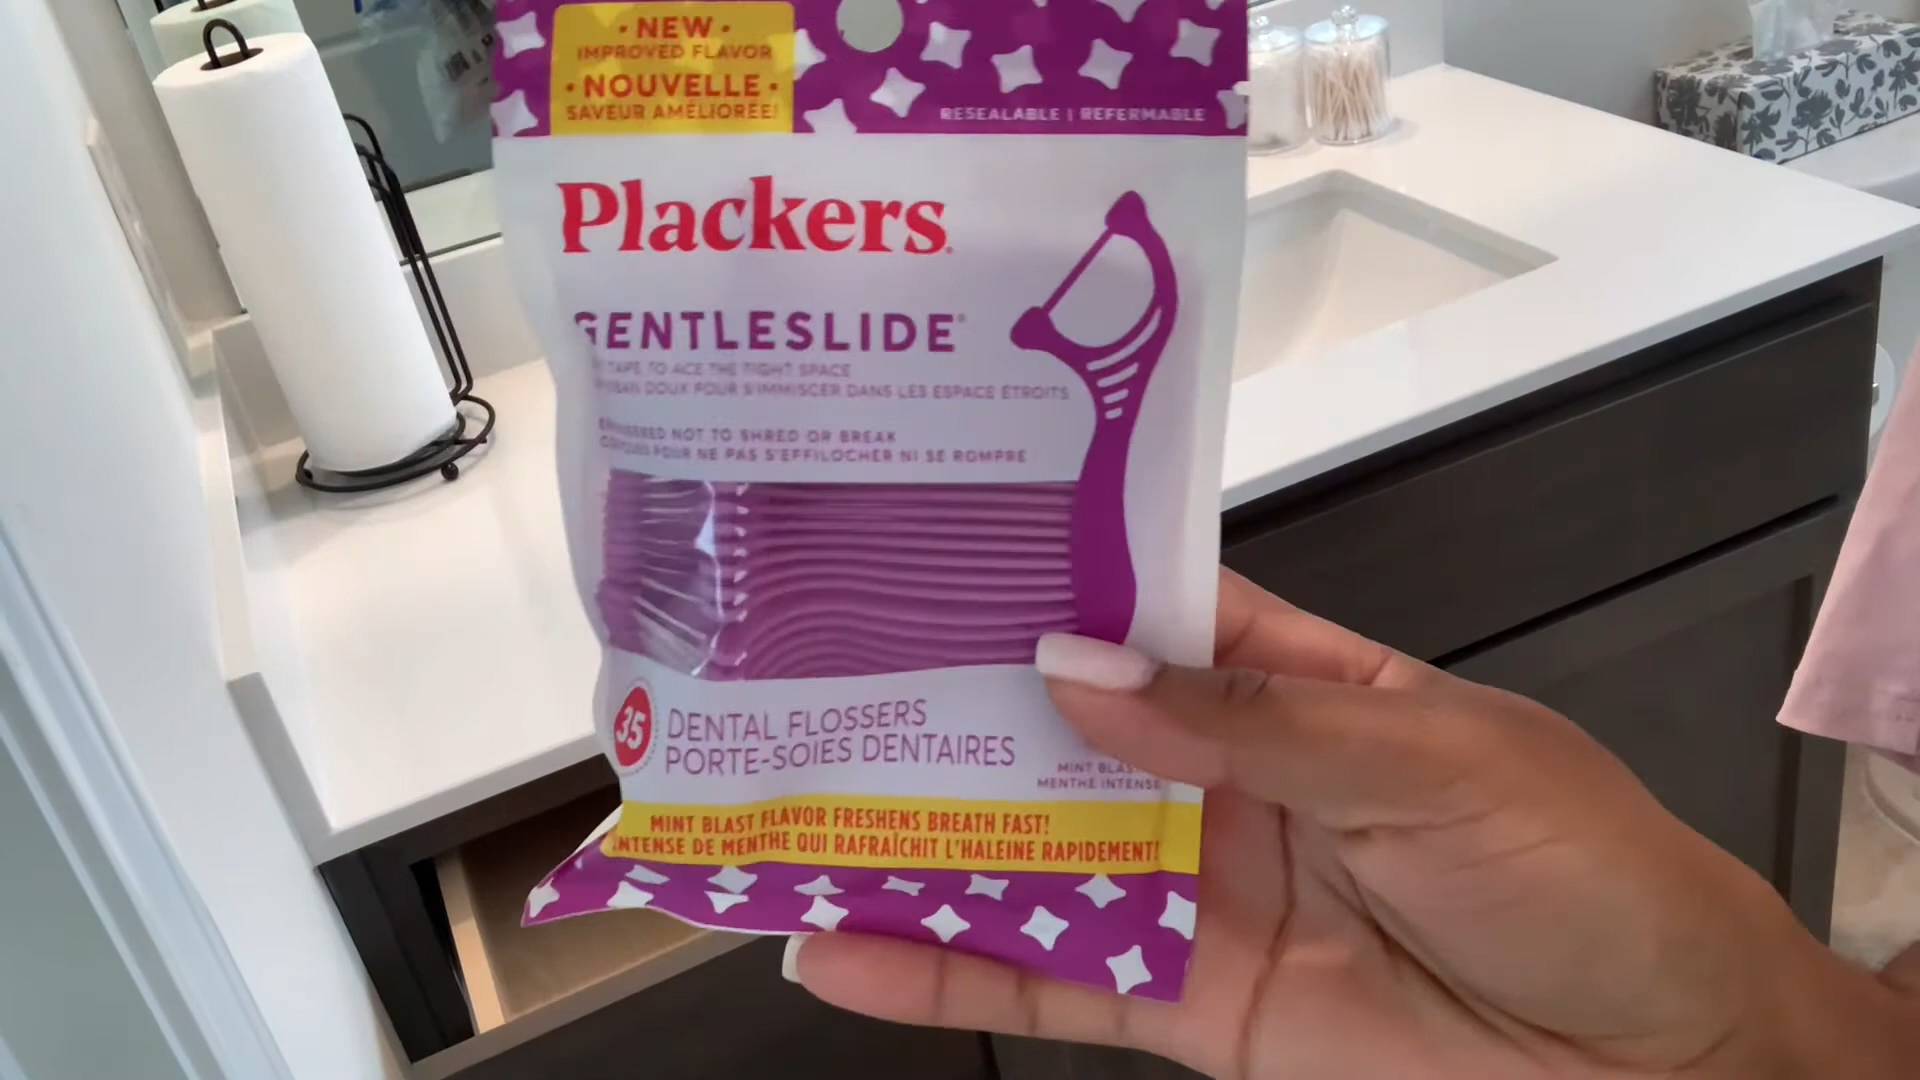 • NEW •
IMPROVED FLAVOR
• NOUVELLE •
SAVEUR AMÉLIORÉE!
RESEALABLE | REFERMABLE
Plackers
GENTLESLIDE®
TAPE TO ACE THE TIGHT SPACE
DOUX POUR S'IMMISCER DANS LES ESPACE ÉTROITS
NOT TO SHRED OR BREAK
POUR NE PAS S'EFFILOCHER NI SE ROMPRE
35
DENTAL FLOSSERS
PORTE-SOIES DENTAIRES
MINT
MENTHE INTENSE
MINT BLAST FLAVOR FRESHENS BREATH FAST!
INTENSE DE MENTHE QUI RAFRAÎCHIT L'HALEINE RAPIDEMENT!